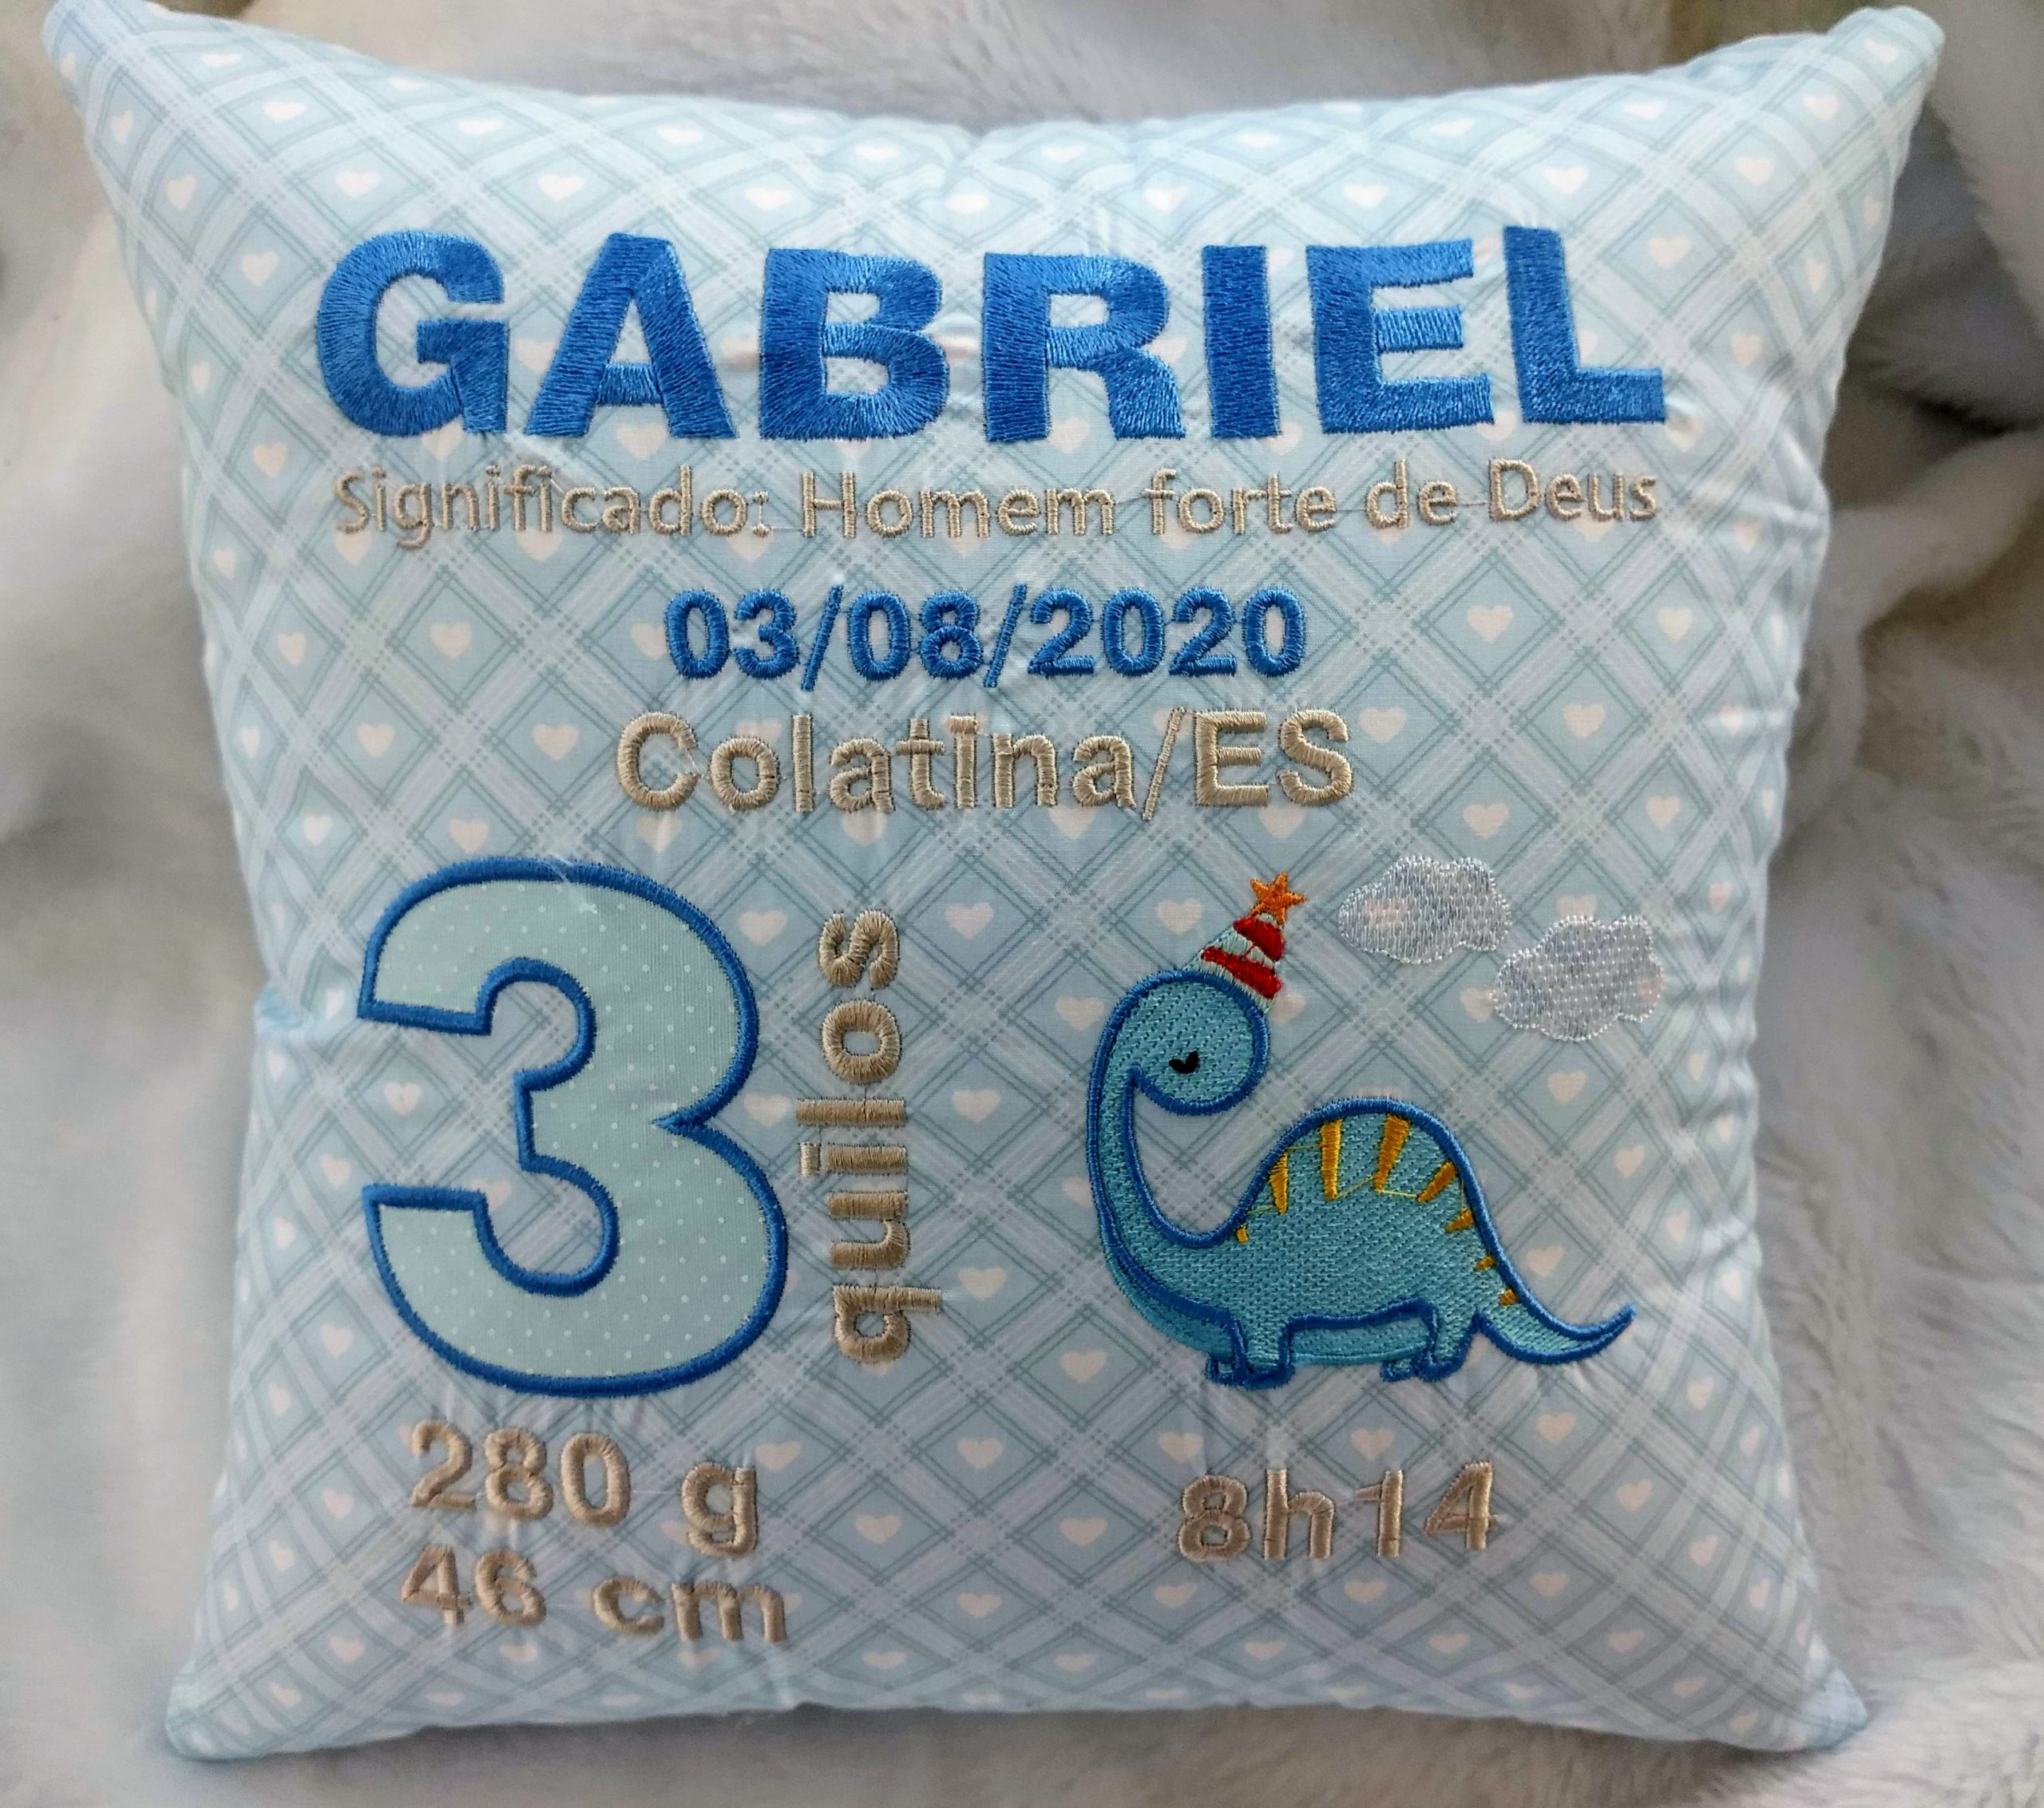 GABRIEL
Significado: Homem forte de Deus
03/08/2020
Colatina/ES
3
quilos
280 g
46 cm
8h14